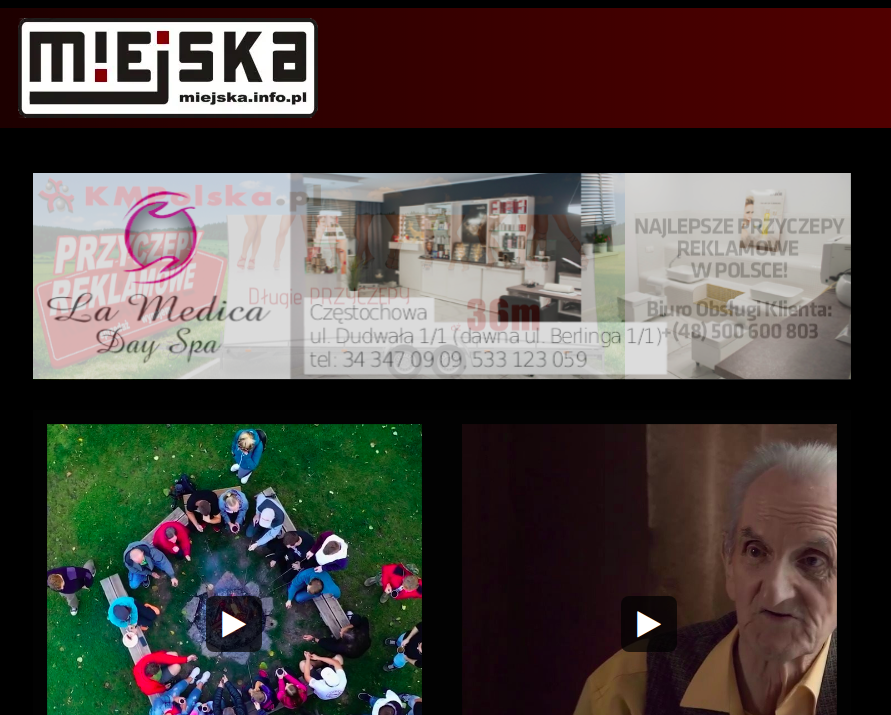 MIEJSKA
miejska.info.pl
KMPolska.pl
PRZYCZEPY
REKLAMOWE
La Medica
Day Spa
Długie PRZYCZEPY
36m
Częstochowa
ul. Dudwała 1/1 (dawna ul. Berlinga 1/1)
tel: 34 347 09 09, 533 123 059
NAJLEPSZE PRZYCZEPY
REKLAMOWE
W POLSCE!
Biuro Obsługi Klienta:
+(48) 500 600 803